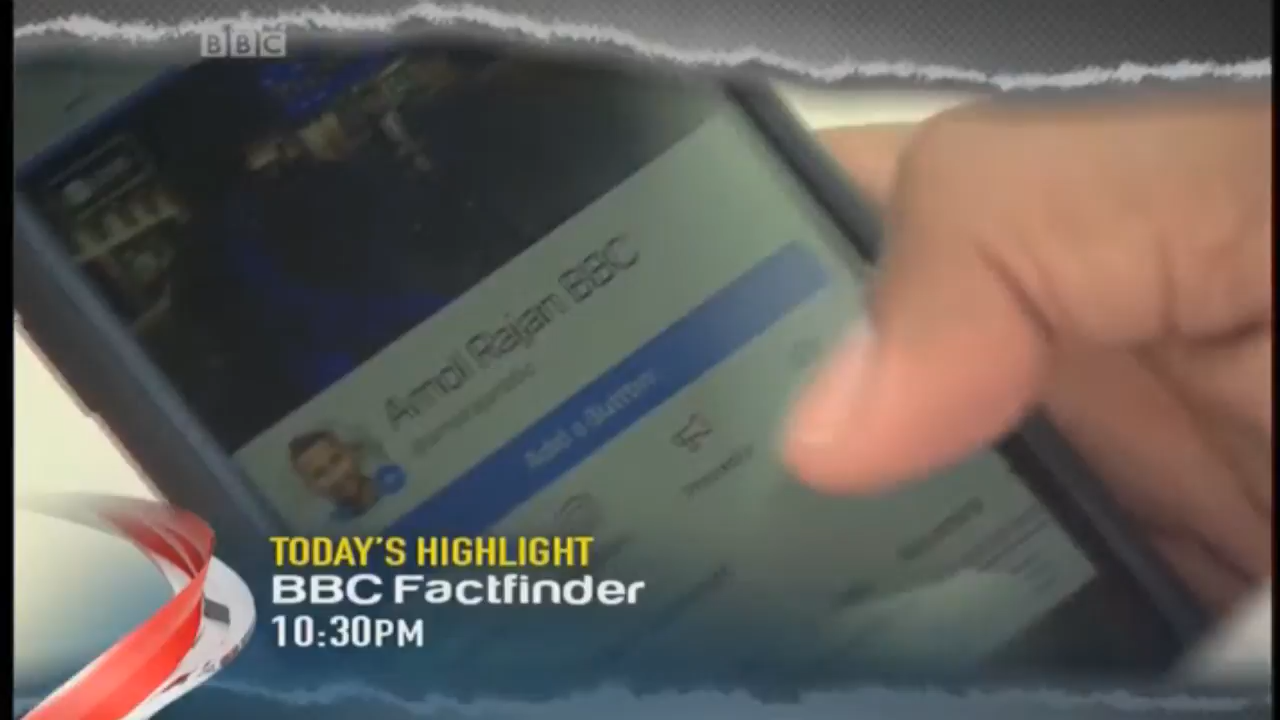 BBC
Amol Rajan BBC
Add a Button
TODAY'S HIGHLIGHT
BBC Factfinder
10:30PM